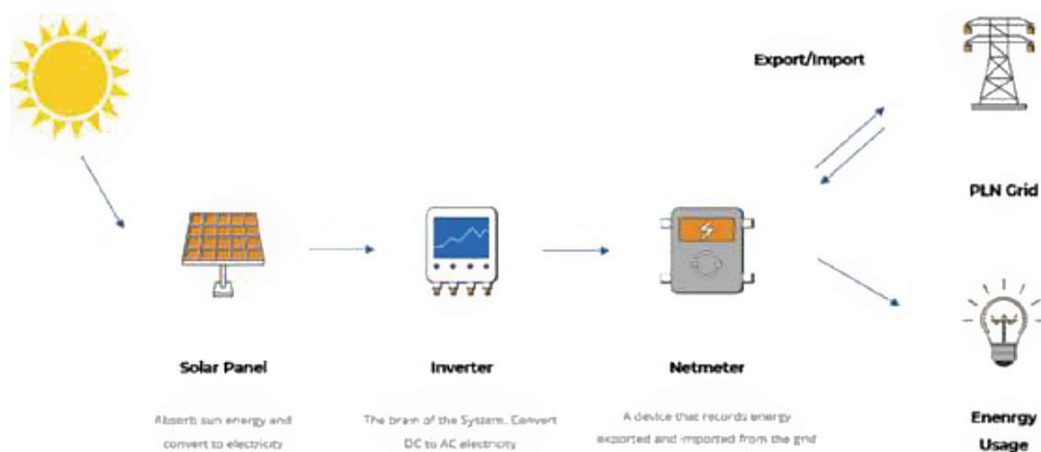 Export/Import
PLN Grid
Solar Panel
Absorb sun energy and
convert to electricity
Inverter
The brain of the System. Convert
DC to AC electricity
Netmeter
A device that records energy
exported and imported from the grid
Enenrgy
Usage